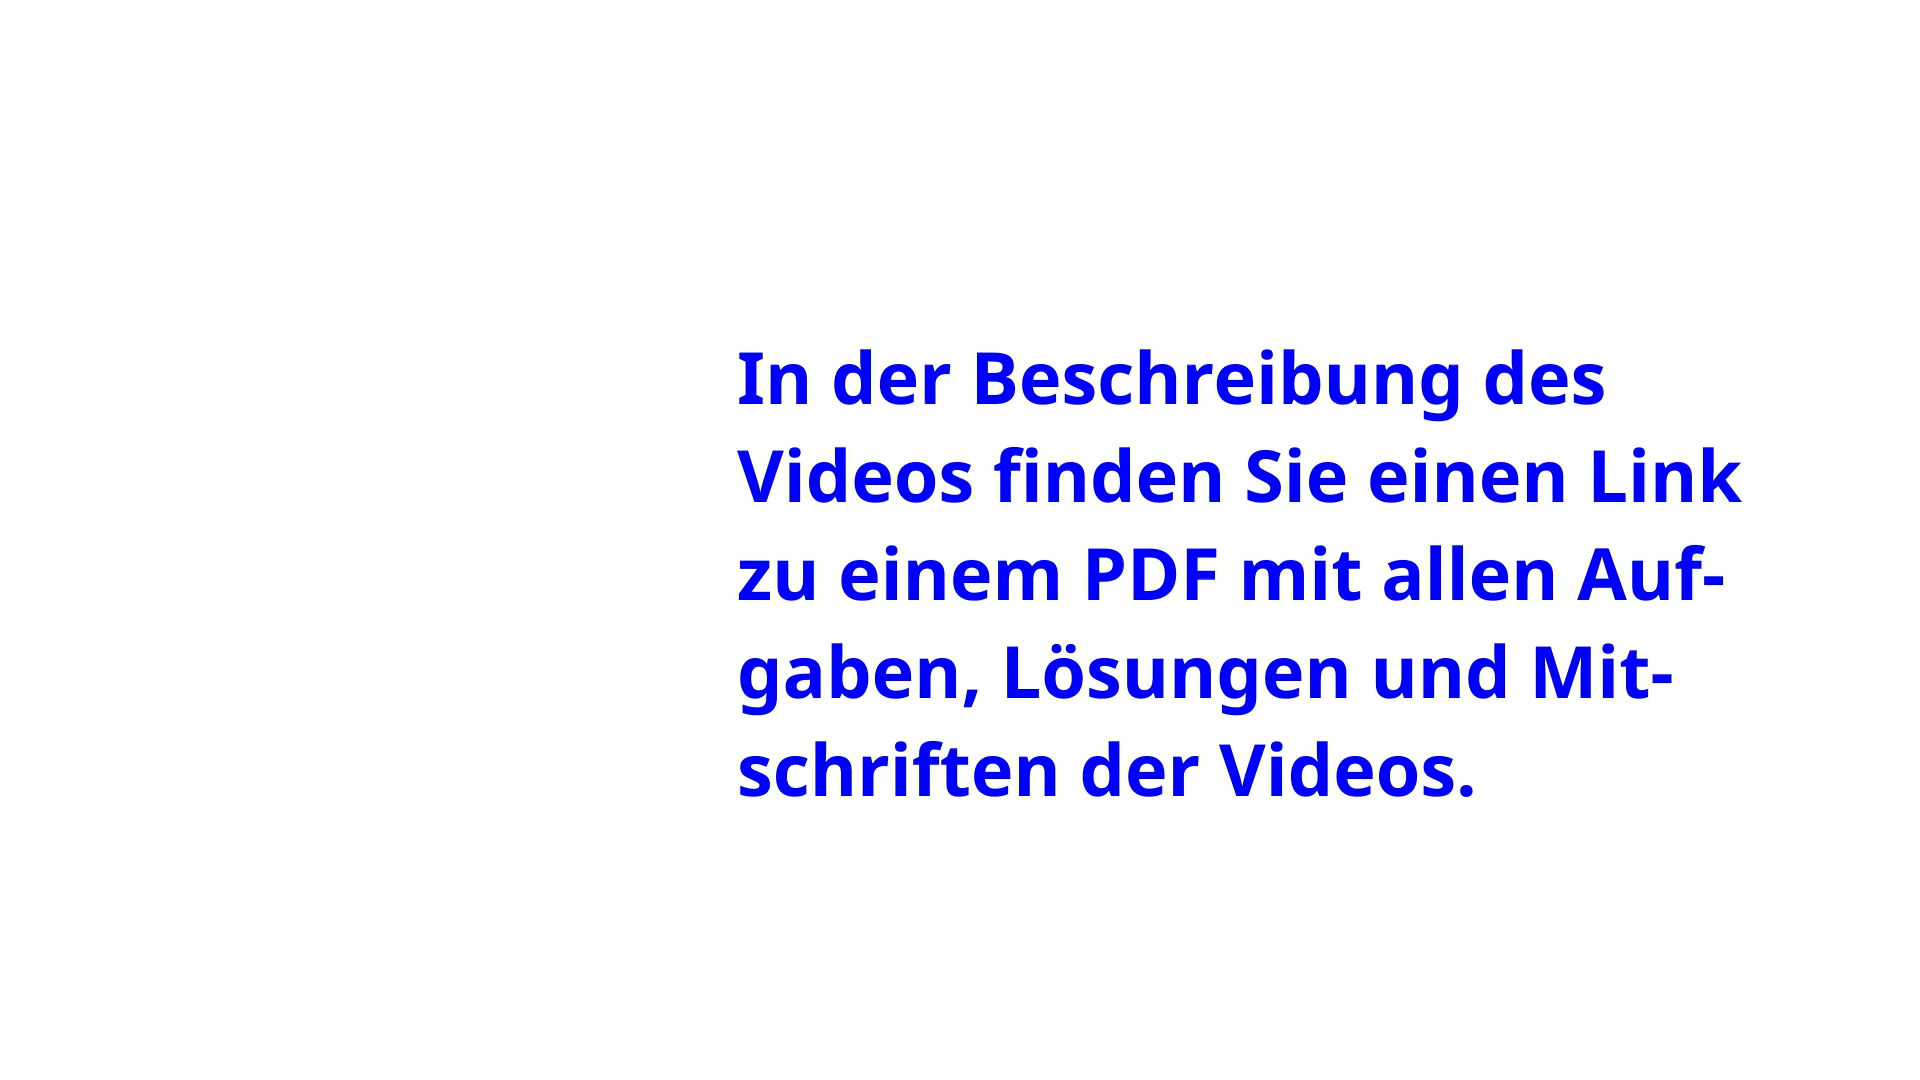 In der Beschreibung des
Videos finden Sie einen Link
zu einem PDF mit allen Auf-
gaben, Lösungen und Mit-
schriften der Videos.